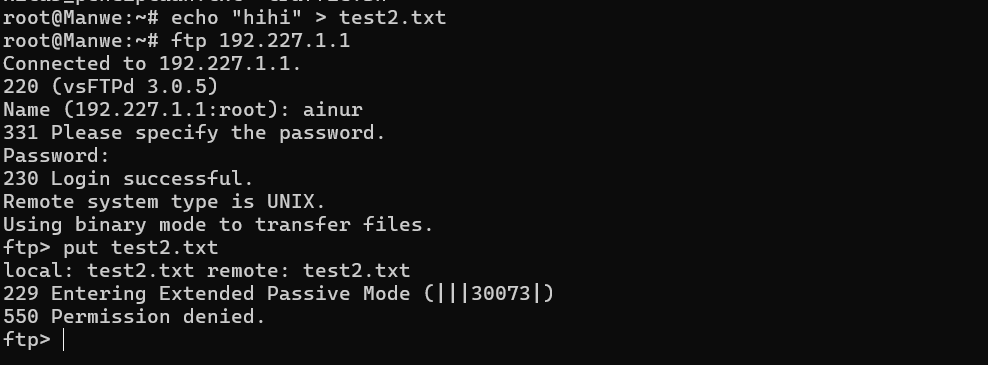 root@Manwe:~# echo "hihi" > test2.txt
root@Manwe:~# ftp 192.227.1.1
Connected to 192.227.1.1.
220 (vsFTPd 3.0.5)
Name (192.227.1.1:root): ainur
331 Please specify the password.
Password:
230 Login successful.
Remote system type is UNIX.
Using binary mode to transfer files.
ftp> put test2.txt
local: test2.txt remote: test2.txt
229 Entering Extended Passive Mode (|||30073|)
550 Permission denied.
ftp>